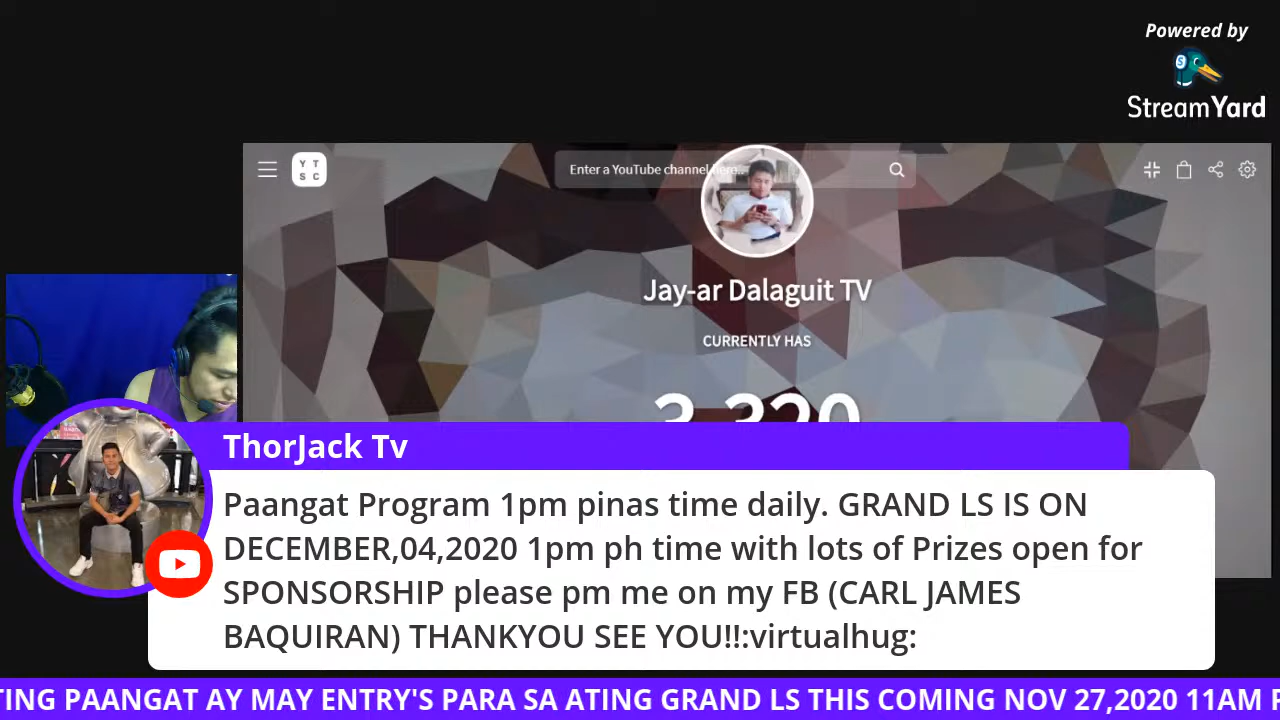 Powered by
StreamYard
Y T
S C
Enter a YouTube channel here..
Jay-ar Dalaguit TV
CURRENTLY HAS
3,320
ThorJack Tv
Paangat Program 1pm pinas time daily. GRAND LS IS ON
DECEMBER,04,2020 1pm ph time with lots of Prizes open for
SPONSORSHIP please pm me on my FB (CARL JAMES
BAQUIRAN) THANKYOU SEE YOU!!:virtualhug:
TING PAANGAT AY MAY ENTRY'S PARA SA ATING GRAND LS THIS COMING NOV 27,2020 11AM